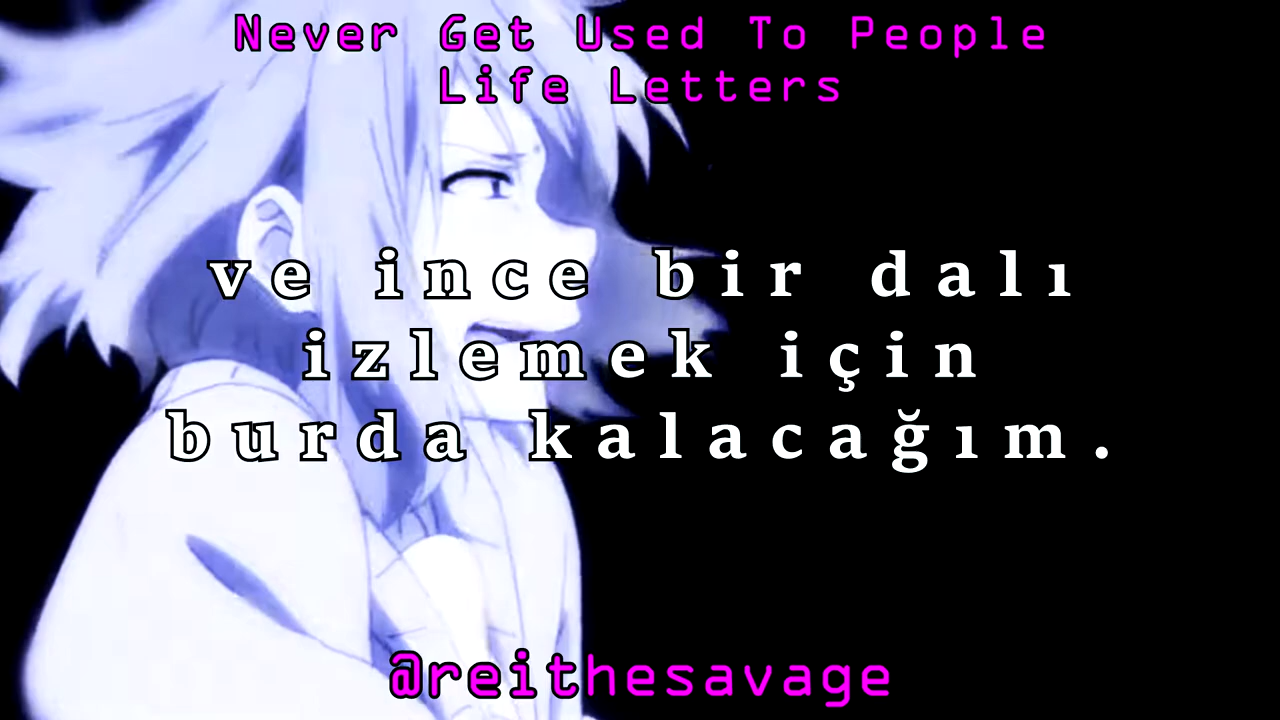 Never Get Used To People
Life Letters
ve ince bir dalı
izlemek için
burda kalacağım.
@reithesavage